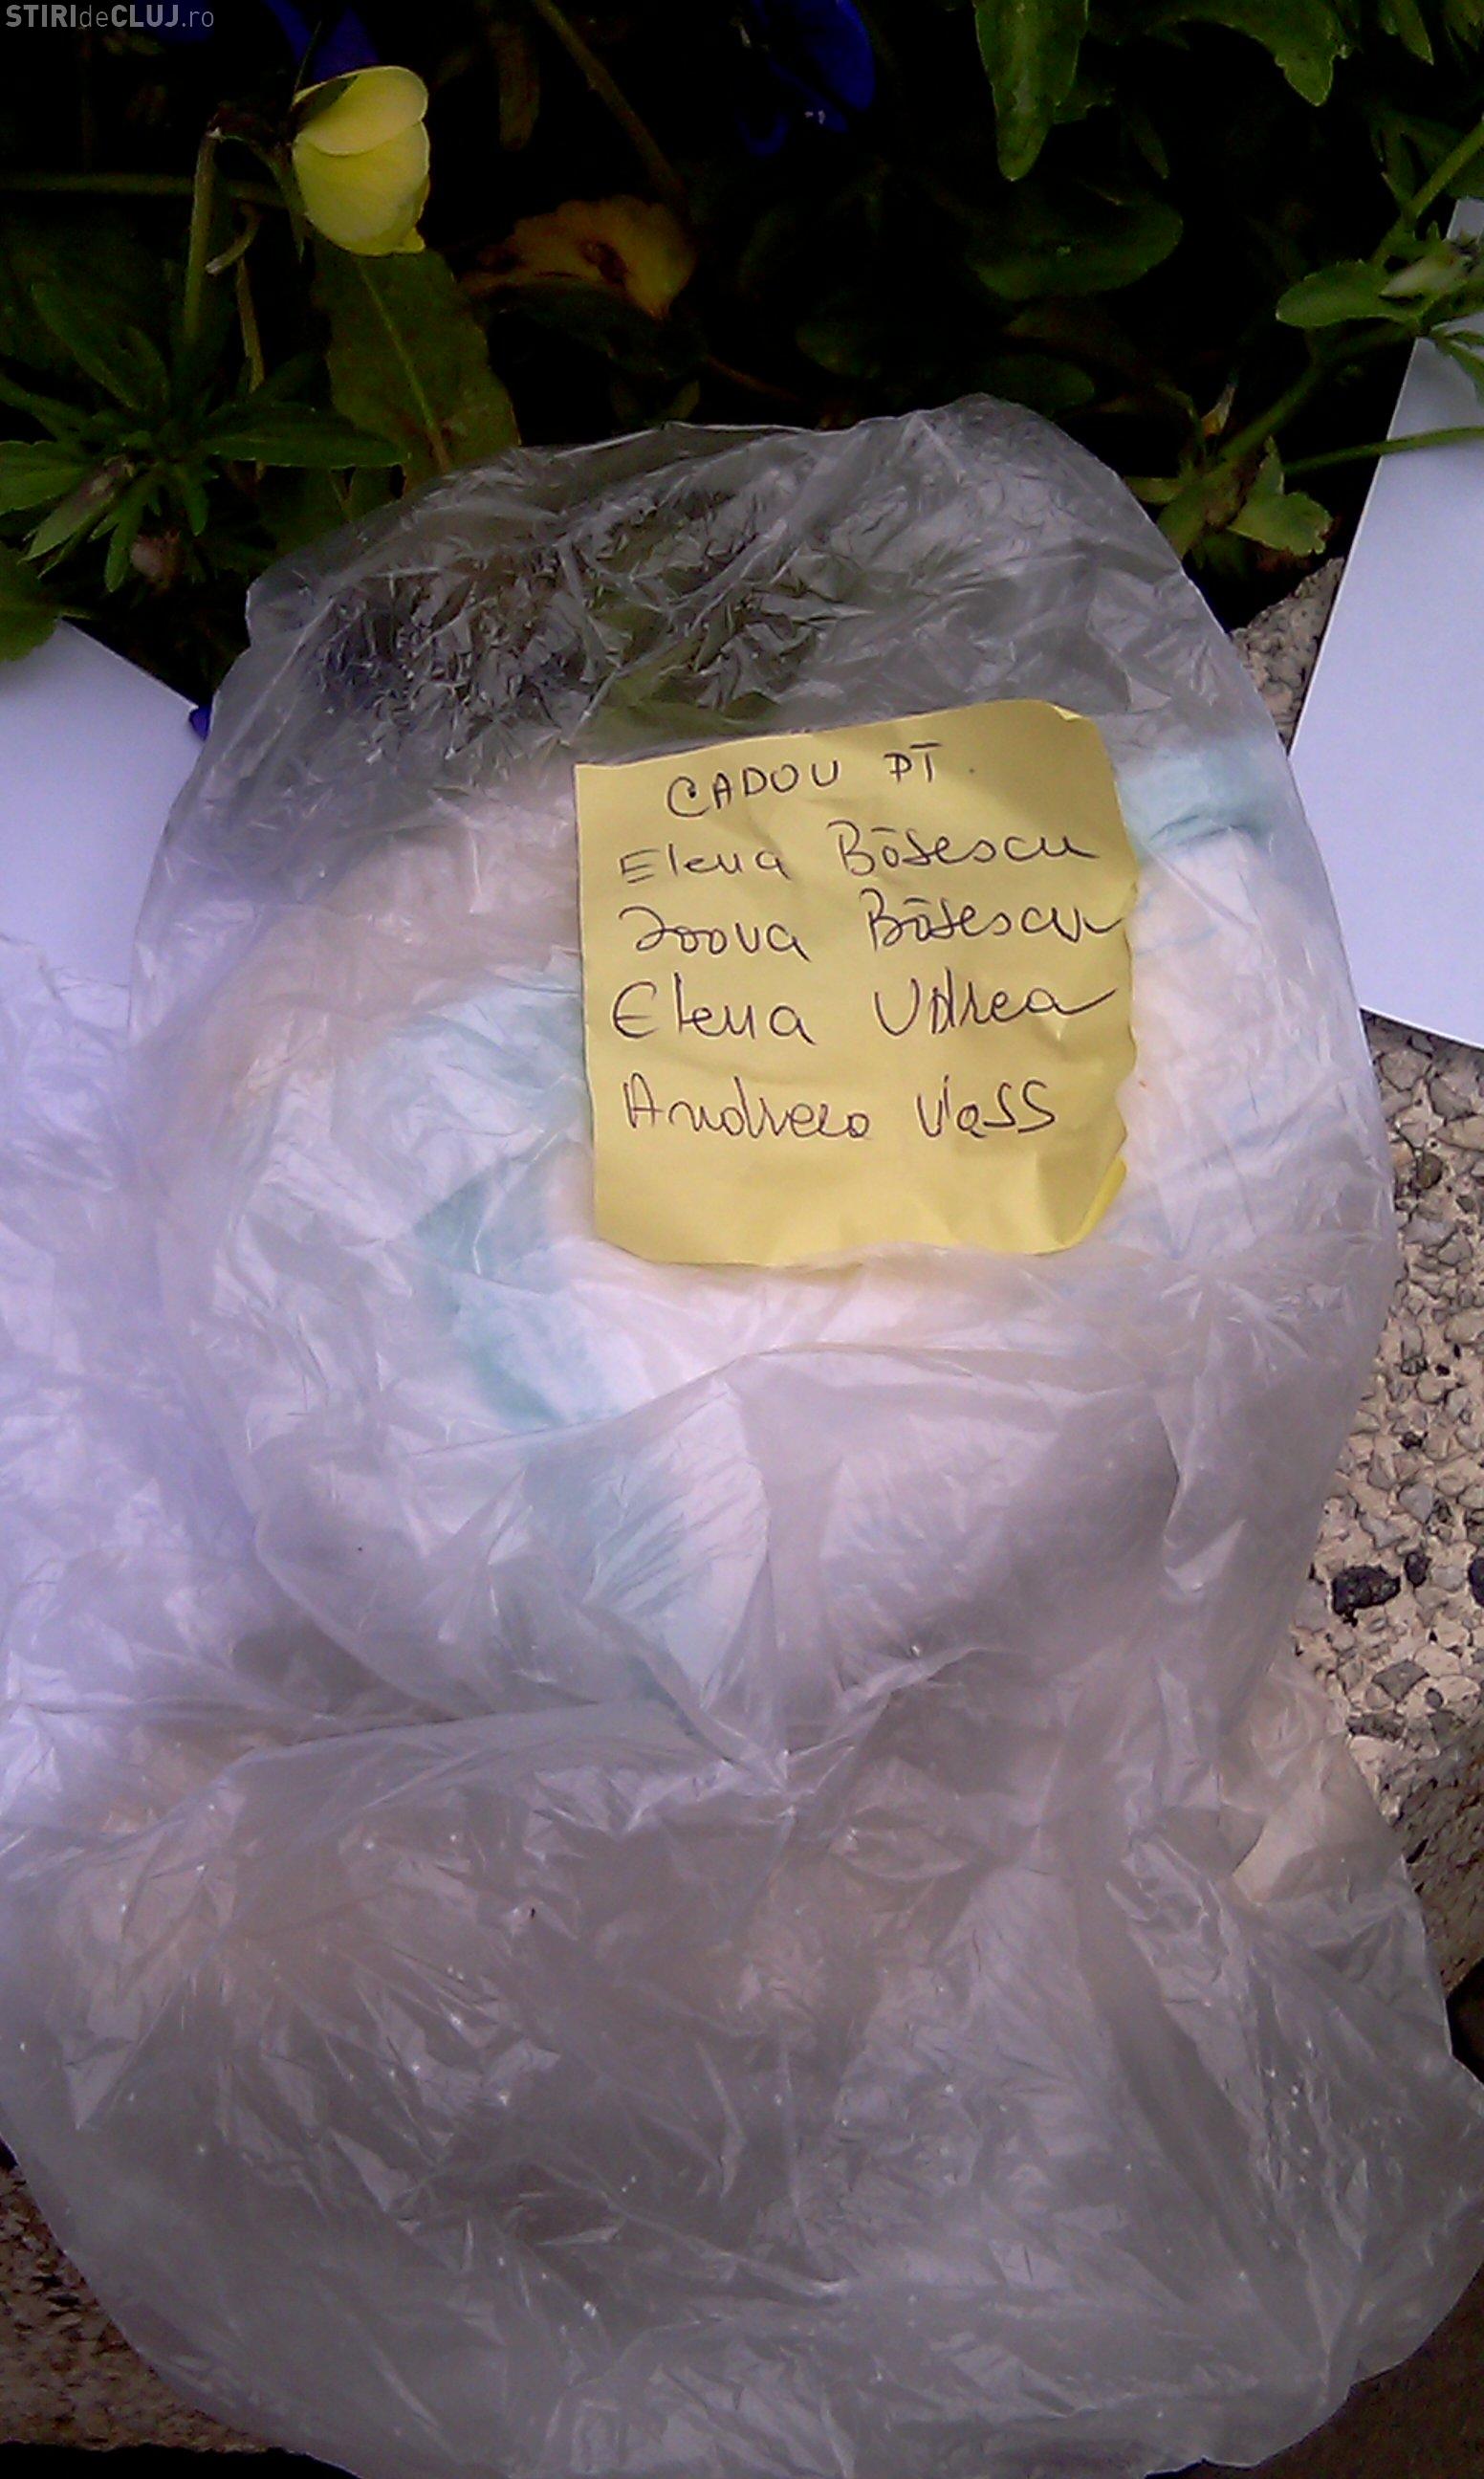 STIRIdeCLUJ.ro
CADOU PT.
Elena Băsescu
Ioana Băsescu
Elena Udrea
Andreea Vass